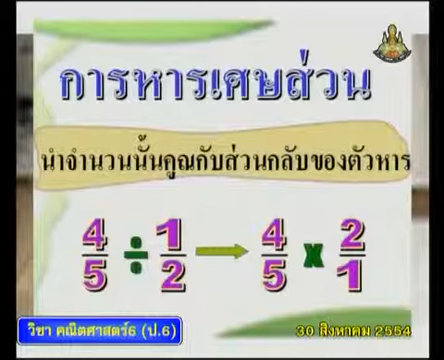 การหารเศษส่วน
นำจำนวนนั้นคูณกับส่วนกลับของตัวหาร
4/5 ÷ 1/2 → 4/5 x 2/1
วิชา คณิตศาสตร์6 (ป.6)
30 สิงหาคม 2554